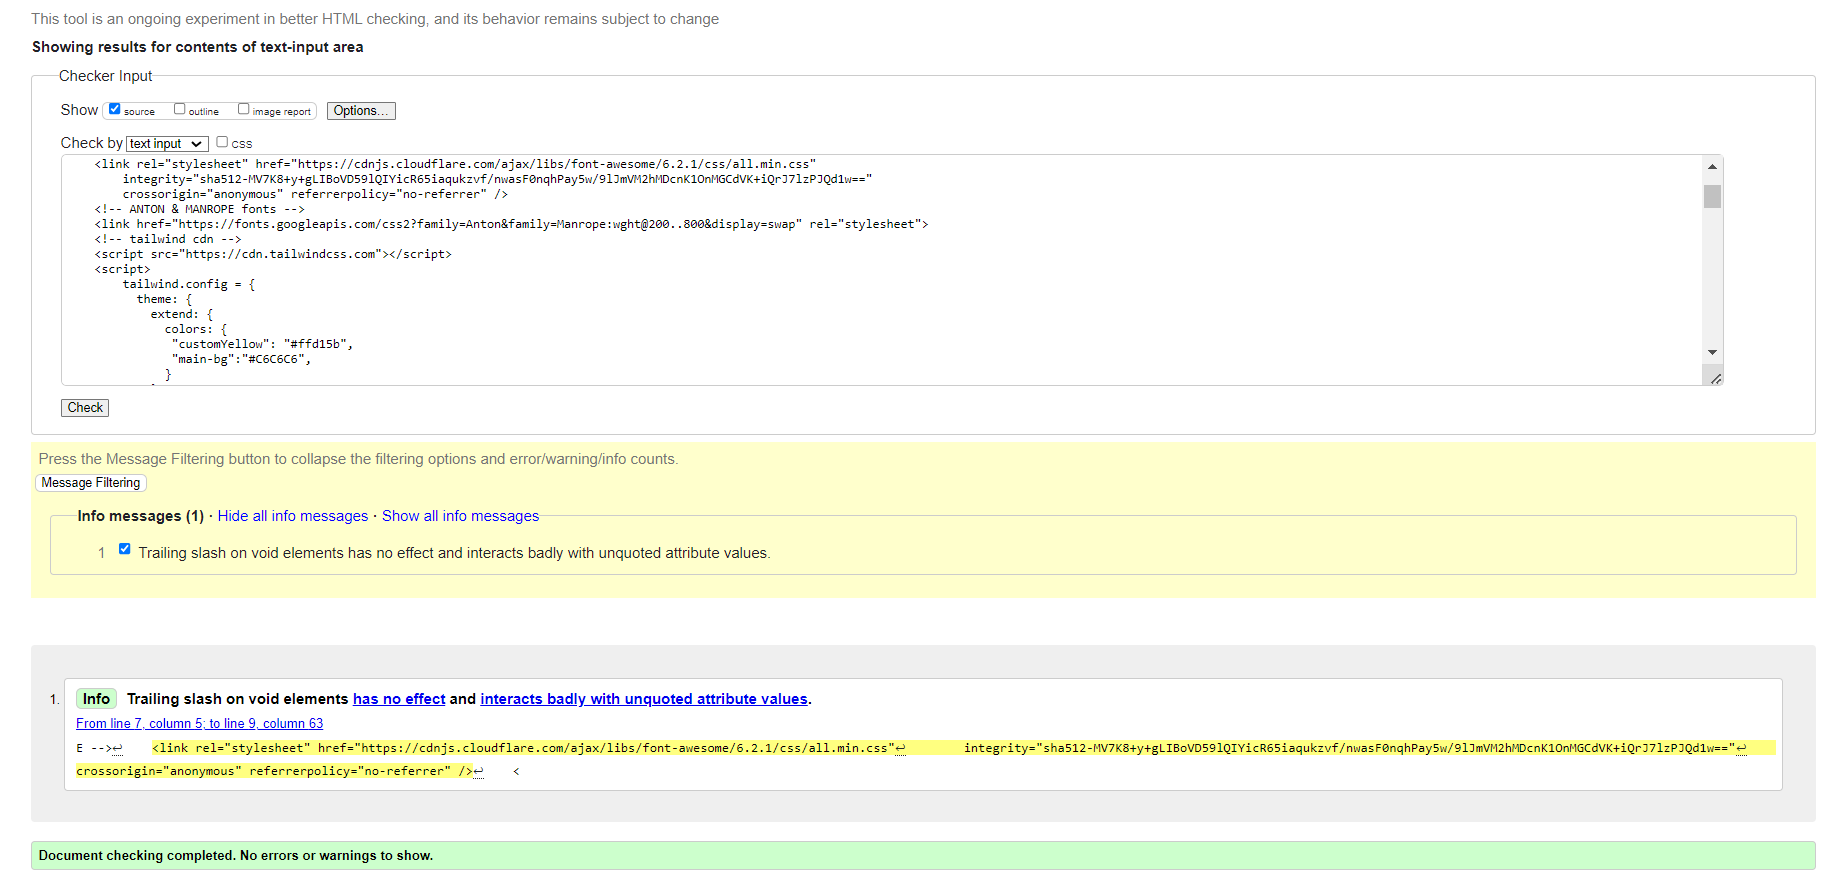 This tool is an ongoing experiment in better HTML checking, and its behavior remains subject to change
Showing results for contents of text-input area
Checker Input
Show source outline image report Options...
Check by text input css
<link rel="stylesheet" href="https://cdnjs.cloudflare.com/ajax/libs/font-awesome/6.2.1/css/all.min.css"
integrity="sha512-MV7K8+y+gLIBoVD59lQIYicR65iaqukzvf/nwasF0nqhPay5w/9lJmVM2hMDcnK1OnMGCdVK+iQrJ7lzPJQd1w=="
crossorigin="anonymous" referrerpolicy="no-referrer" />
<!-- ANTON & MANROPE fonts -->
<link href="https://fonts.googleapis.com/css2?family=Anton&family=Manrope:wght@200..800&display=swap" rel="stylesheet">
<!-- tailwind cdn -->
<script src="https://cdn.tailwindcss.com"></script>
<script>
tailwind.config = {
theme: {
extend: {
colors: {
"customYellow": "#ffd15b",
"main-bg":"#C6C6C6",
}
Check
Press the Message Filtering button to collapse the filtering options and error/warning/info counts.
Message Filtering
Info messages (1) · Hide all info messages · Show all info messages
1 Trailing slash on void elements has no effect and interacts badly with unquoted attribute values.
1. Info Trailing slash on void elements has no effect and interacts badly with unquoted attribute values.
From line 7, column 5; to line 9, column 63
E -->↩ <link rel="stylesheet" href="https://cdnjs.cloudflare.com/ajax/libs/font-awesome/6.2.1/css/all.min.css"↩ integrity="sha512-MV7K8+y+gLIBoVD59lQIYicR65iaqukzvf/nwasF0nqhPay5w/9lJmVM2hMDcnK1OnMGCdVK+iQrJ7lzPJQd1w=="↩
crossorigin="anonymous" referrerpolicy="no-referrer" />↩ <
Document checking completed. No errors or warnings to show.